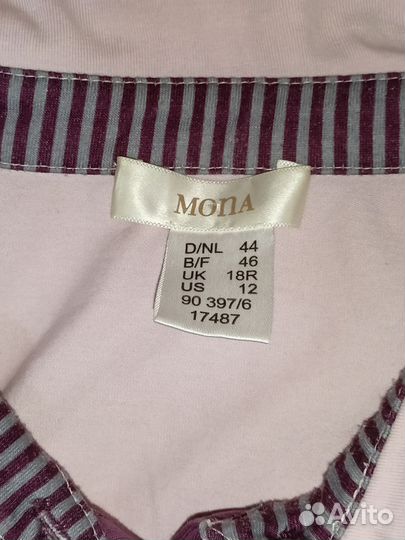 MONA
D/NL 44
B/F 46
UK 18R
US 12
90 397/6
17487
Avito